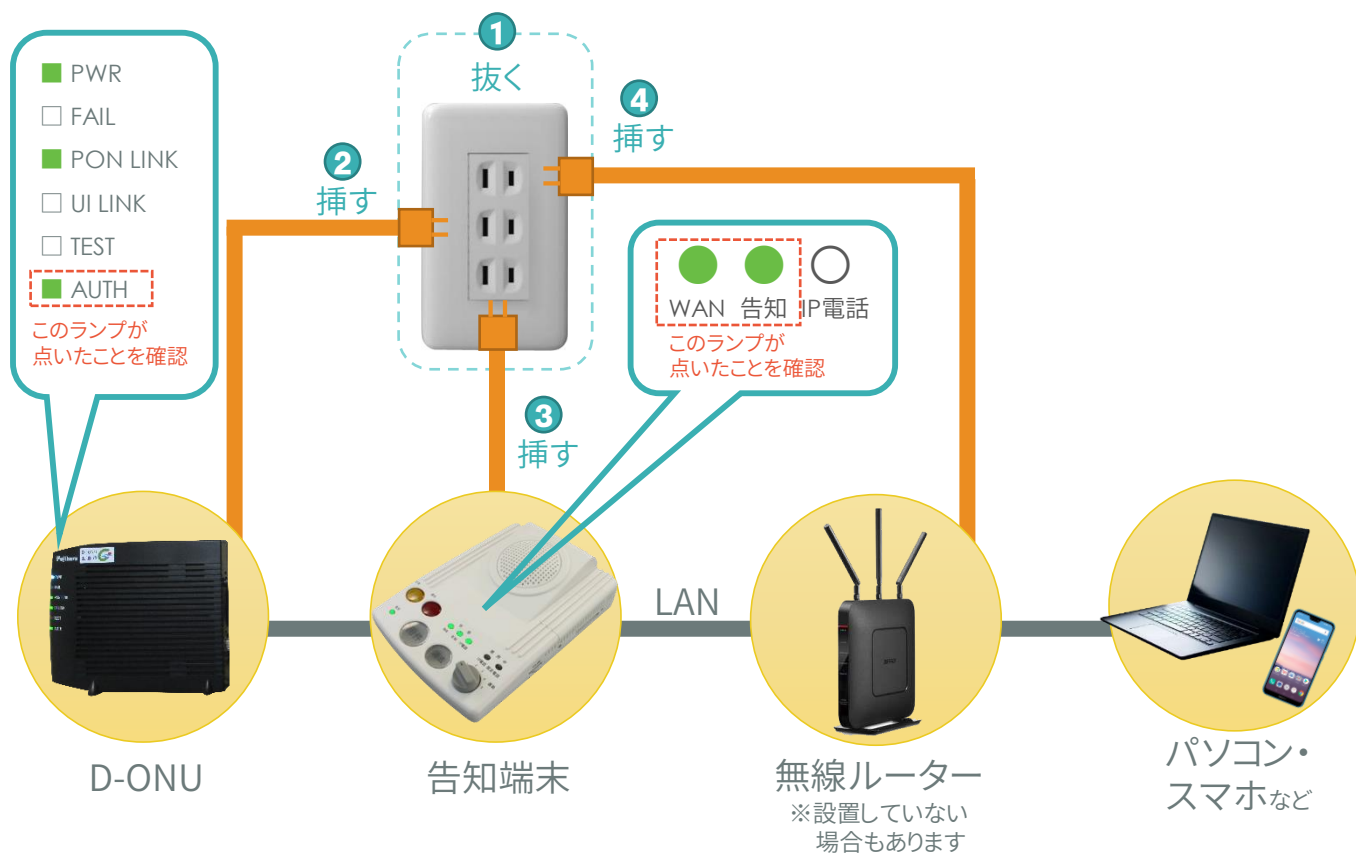 1
抜く
PWR
FAIL
PON LINK
UI LINK
TEST
AUTH
このランプが
点いたことを確認
2
挿す
4
挿す
WAN
告知
IP電話
このランプが
点いたことを確認
3
挿す
LAN
D-ONU
告知端末
無線ルーター
※設置していない
場合もあります
パソコン・
スマホなど